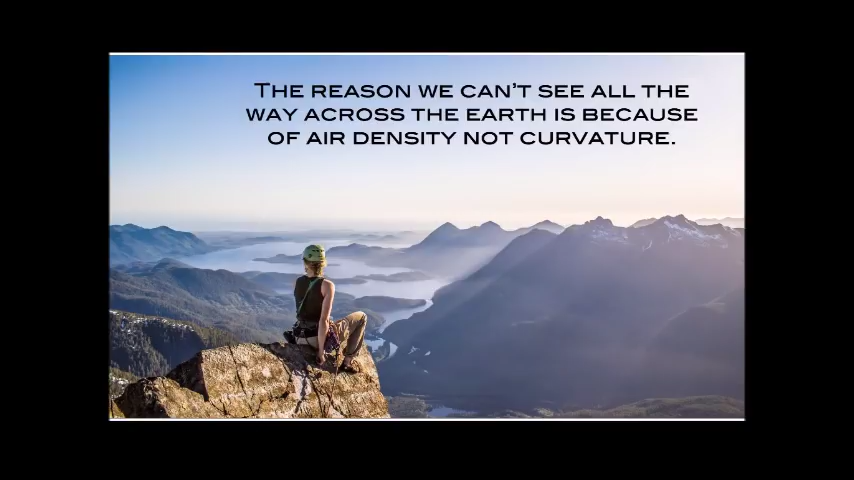 THE REASON WE CAN'T SEE ALL THE
WAY ACROSS THE EARTH IS BECAUSE
OF AIR DENSITY NOT CURVATURE.